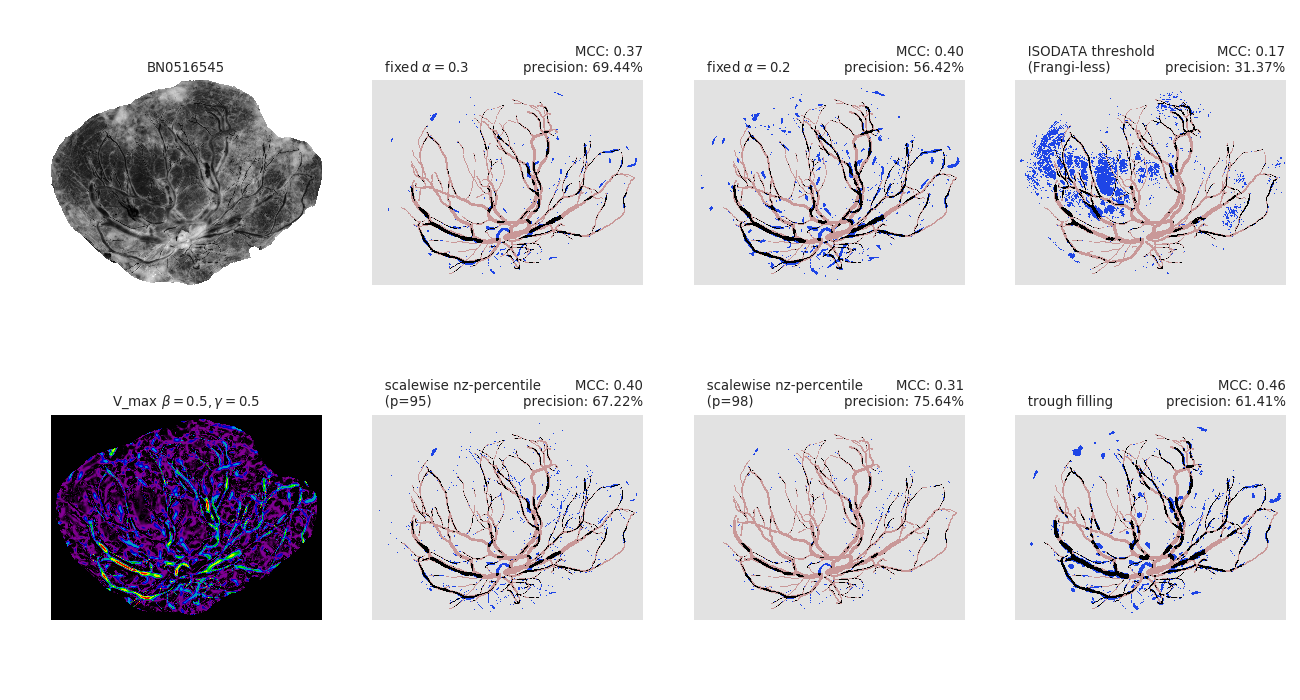 BN0516545
MCC: 0.37
fixed α = 0.3 precision: 69.44%
MCC: 0.40
fixed α = 0.2 precision: 56.42%
ISODATA threshold MCC: 0.17
(Frangi-less) precision: 31.37%
V_max β = 0.5, γ = 0.5
scalewise nz-percentile MCC: 0.40
(p=95) precision: 67.22%
scalewise nz-percentile MCC: 0.31
(p=98) precision: 75.64%
MCC: 0.46
trough filling precision: 61.41%